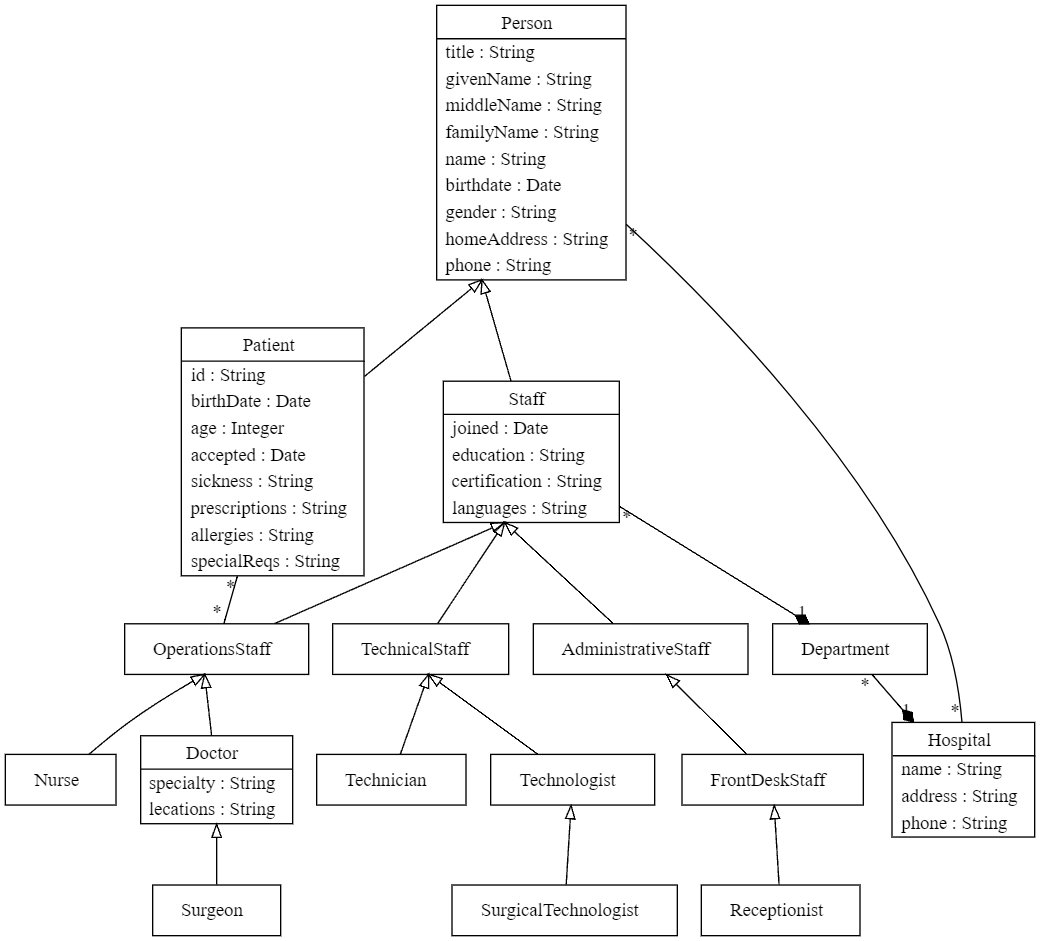 Person
title : String
givenName : String
middleName : String
familyName : String
name : String
birthdate : Date
gender : String
homeAddress : String
phone : String
*
Patient
id : String
birthDate : Date
age : Integer
accepted : Date
sickness : String
prescriptions : String
allergies : String
specialReqs : String
*
*
Staff
joined : Date
education : String
certification : String
languages : String
*
1
OperationsStaff
TechnicalStaff
AdministrativeStaff
Department
*
1
*
Hospital
name : String
address : String
phone : String
Nurse
Doctor
specialty : String
lecations : String
Technician
Technologist
FrontDeskStaff
Surgeon
SurgicalTechnologist
Receptionist